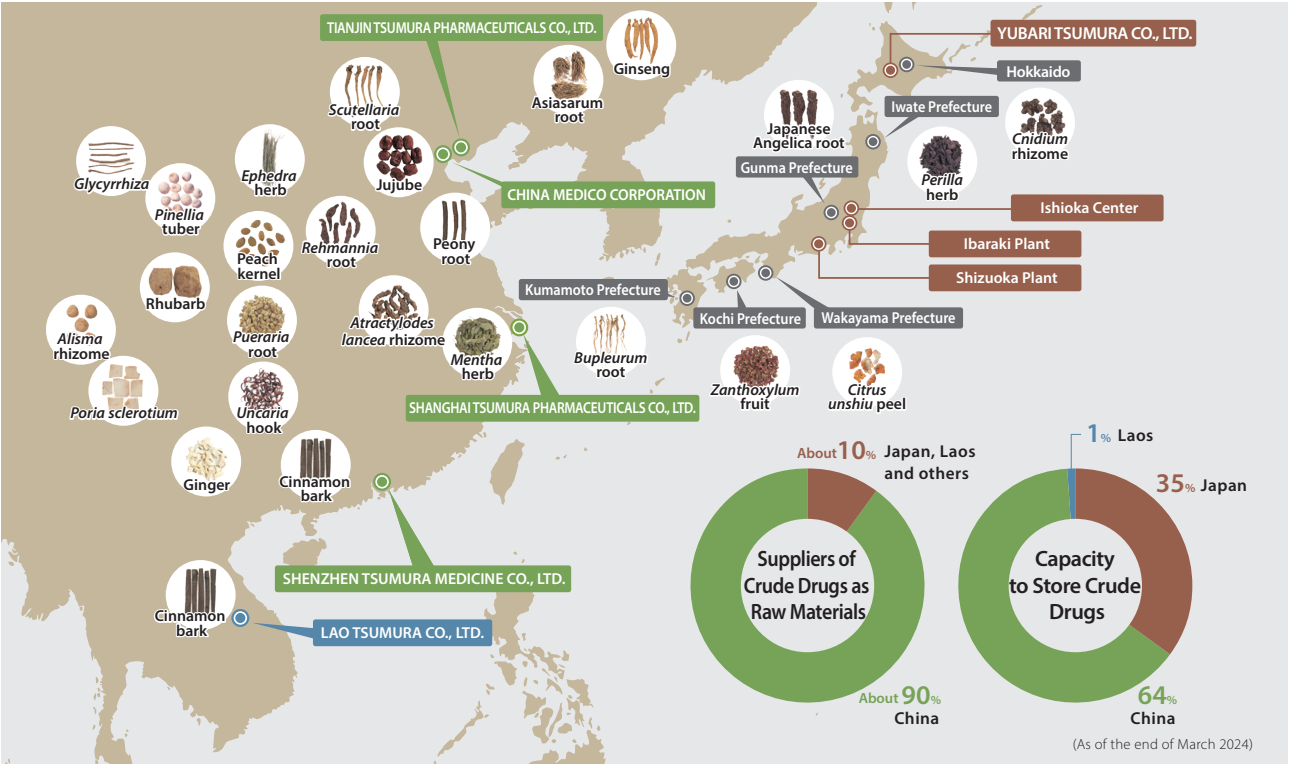 TIANJIN TSUMURA PHARMACEUTICALS CO., LTD.
Ginseng
YUBARI TSUMURA CO., LTD.
Hokkaido
Scutellaria
root
Asiasarum
root
Iwate Prefecture
Japanese
Angelica root
Cnidium
rhizome
Glycyrrhiza
Ephedra
herb
Jujube
CHINA MEDICO CORPORATION
Gunma Prefecture
Perilla
herb
Pinellia
tuber
Ishioka Center
Rehmannia
root
Peony
root
Ibaraki Plant
Peach
kernel
Shizuoka Plant
Rhubarb
Kumamoto Prefecture
Kochi Prefecture
Wakayama Prefecture
Alisma
rhizome
Pueraria
root
Atractylodes
lancea rhizome
Mentha
herb
Bupleurum
root
Zanthoxylum
fruit
Citrus
unshiu peel
Poria sclerotium
Uncaria
hook
SHANGHAI TSUMURA PHARMACEUTICALS CO., LTD.
Ginger
Cinnamon
bark
SHENZHEN TSUMURA MEDICINE CO., LTD.
Cinnamon
bark
LAO TSUMURA CO., LTD.
About 10% Japan, Laos
and others
Suppliers of
Crude Drugs as
Raw Materials
About 90%
China
1% Laos
35% Japan
Capacity
to Store Crude
Drugs
64%
China
(As of the end of March 2024)